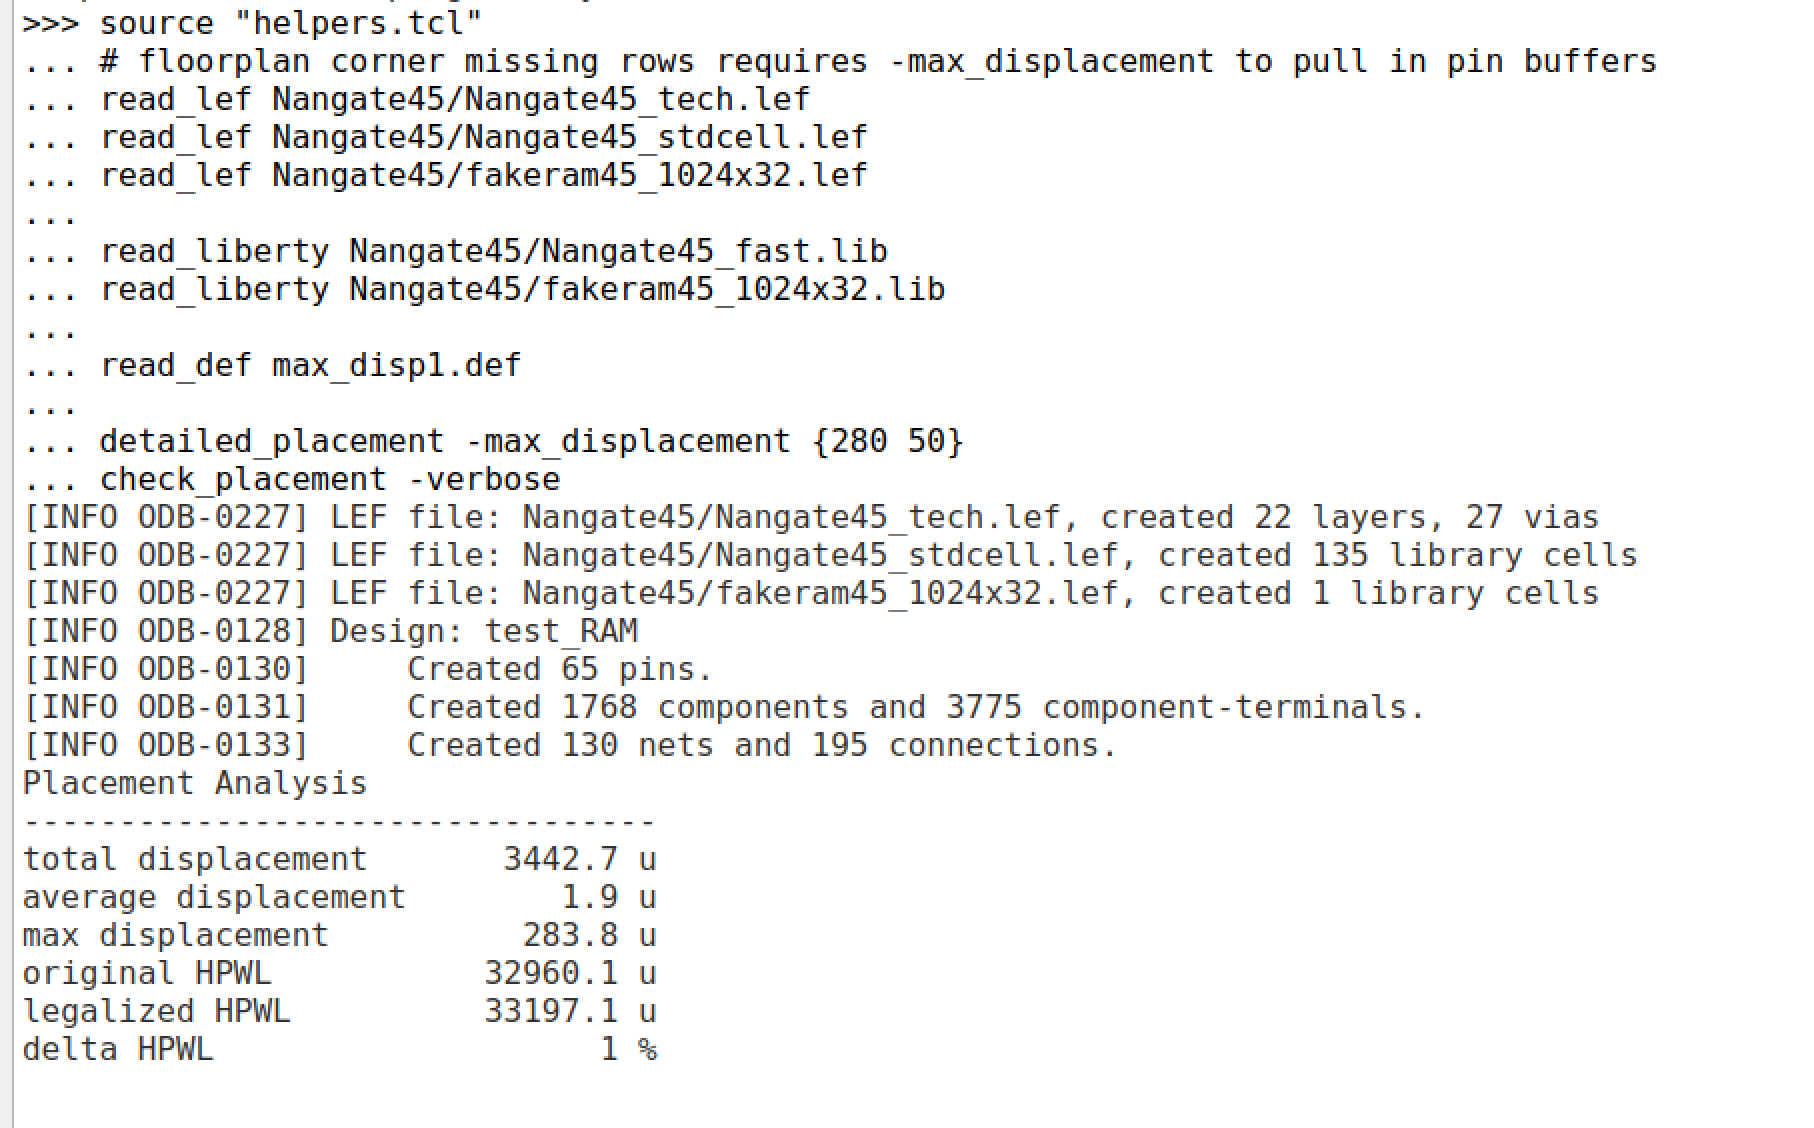 >>> source "helpers.tcl"
... # floorplan corner missing rows requires -max_displacement to pull in pin buffers
... read_lef Nangate45/Nangate45_tech.lef
... read_lef Nangate45/Nangate45_stdcell.lef
... read_lef Nangate45/fakeram45_1024x32.lef
...
... read_liberty Nangate45/Nangate45_fast.lib
... read_liberty Nangate45/fakeram45_1024x32.lib
...
... read_def max_disp1.def
...
... detailed_placement -max_displacement {280 50}
... check_placement -verbose
[INFO ODB-0227] LEF file: Nangate45/Nangate45_tech.lef, created 22 layers, 27 vias
[INFO ODB-0227] LEF file: Nangate45/Nangate45_stdcell.lef, created 135 library cells
[INFO ODB-0227] LEF file: Nangate45/fakeram45_1024x32.lef, created 1 library cells
[INFO ODB-0128] Design: test_RAM
[INFO ODB-0130]     Created 65 pins.
[INFO ODB-0131]     Created 1768 components and 3775 component-terminals.
[INFO ODB-0133]     Created 130 nets and 195 connections.
Placement Analysis
---------------------------------
total displacement       3442.7 u
average displacement        1.9 u
max displacement          283.8 u
original HPWL           32960.1 u
legalized HPWL          33197.1 u
delta HPWL                    1 %